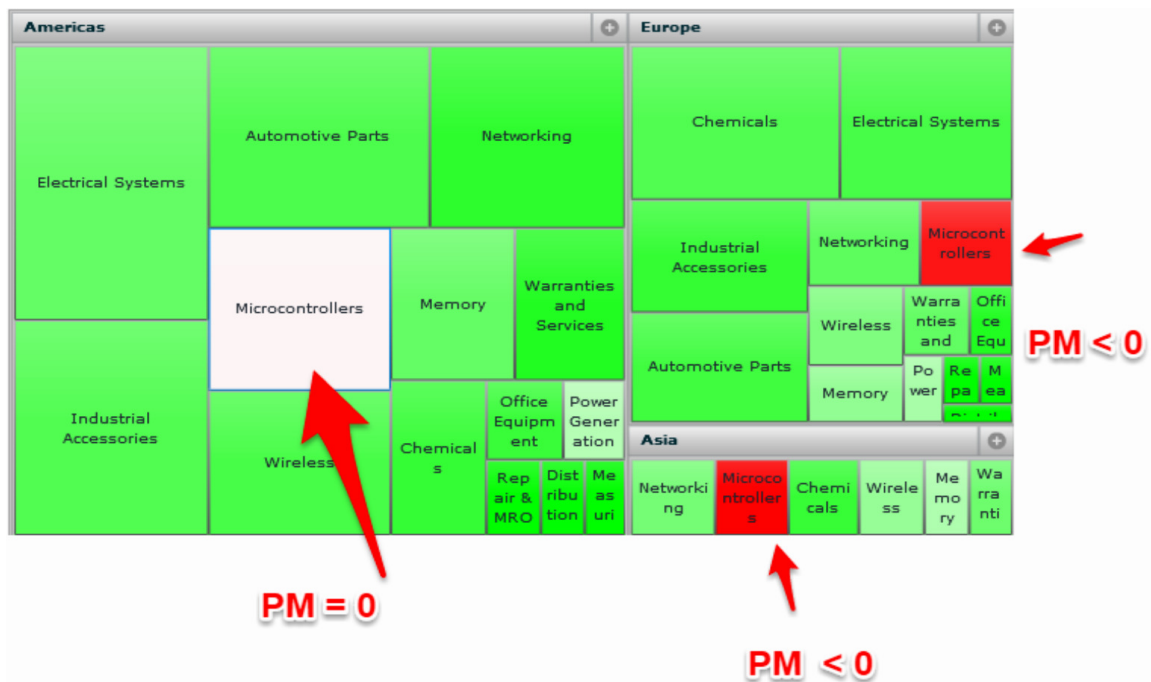 Americas
Electrical Systems
Automotive Parts
Networking
Microcontrollers
Memory
Warranties
and
Services
Industrial
Accessories
Wireless
Chemical
s
Office
Equipm
ent
Power
Gener
ation
Rep
air &
MRO
Dist
ribu
tion
Me
as
uri
Europe
Chemicals
Electrical Systems
Industrial
Accessories
Networking
Microcont
rollers
Automotive Parts
Wireless
Warra
nties
and
Offi
ce
Equ
Memory
Po
wer
Re
pa
M
ea
Asia
Networki
ng
Microco
ntroller
s
Chemi
cals
Wirele
ss
Me
mo
ry
Wa
rra
nti
PM < 0
PM = 0
PM < 0